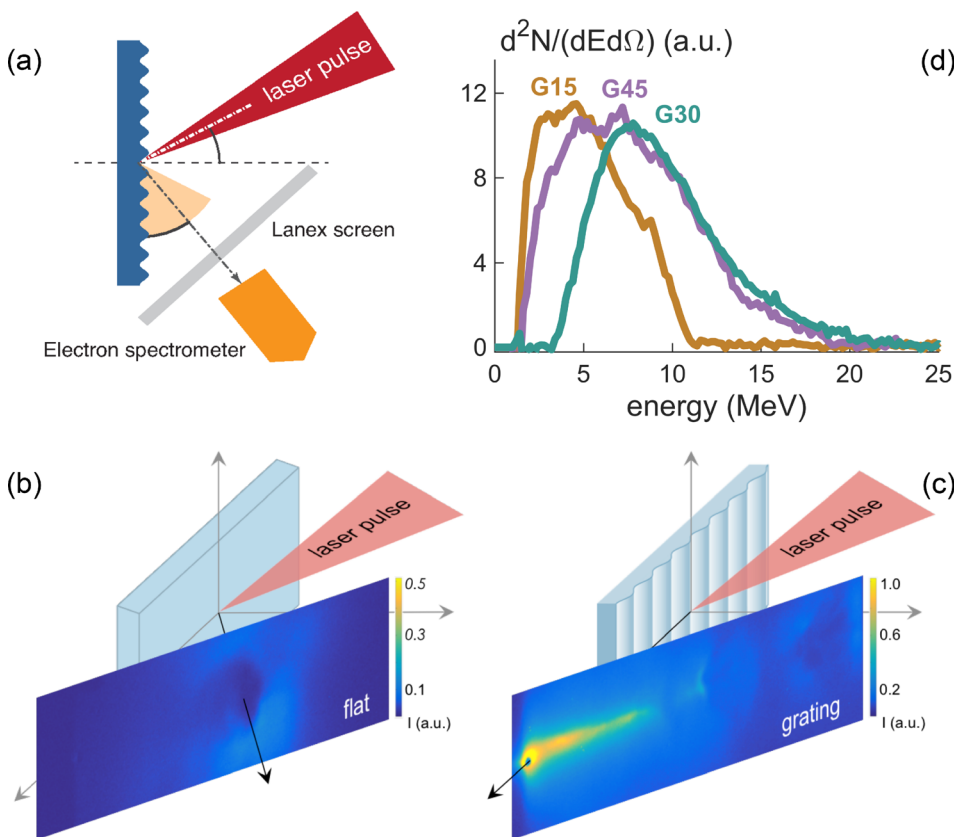 (a)
laser pulse
Lanex screen
Electron spectrometer
d²N/(dEdΩ) (a.u.)
(d)
G15
G45
G30
12
8
4
0
0
5
10
15
20
25
energy (MeV)
(b)
laser pulse
0.5
0.3
0.1
I (a.u.)
flat
(c)
laser pulse
1.0
0.6
0.2
I (a.u.)
grating